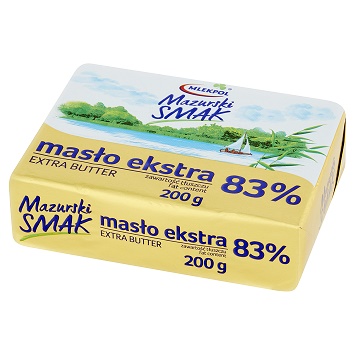 MLEKPOL
Mazurski
SMAK
masło ekstra 83%
EXTRA BUTTER
zawartość tłuszczu
fat content
200 g
Mazurski
SMAK
masło ekstra 83%
EXTRA BUTTER
zawartość tłuszczu
fat content
200 g